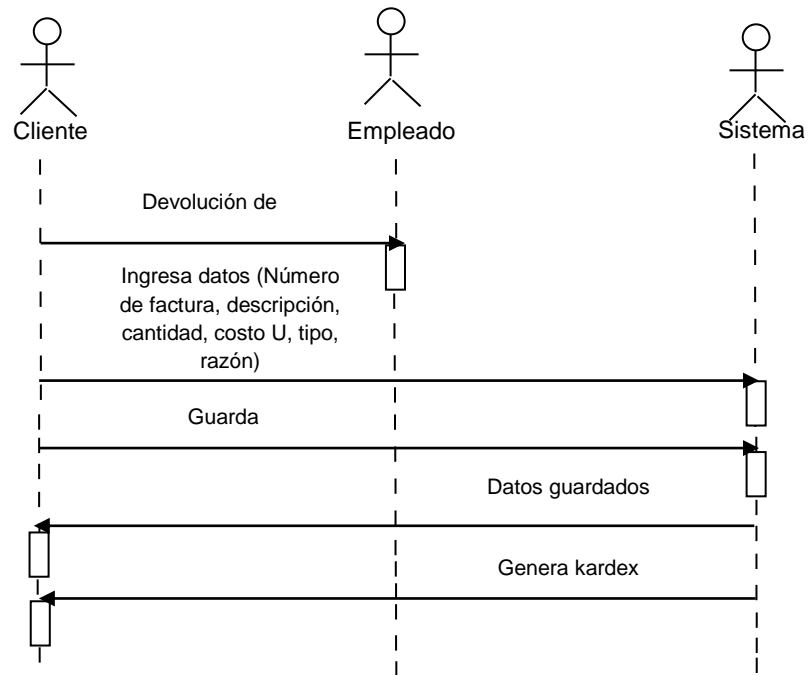 Cliente
Empleado
Sistema
Devolución de
Ingresa datos (Número
de factura, descripción,
cantidad, costo U, tipo,
razón)
Guarda
Datos guardados
Genera kardex